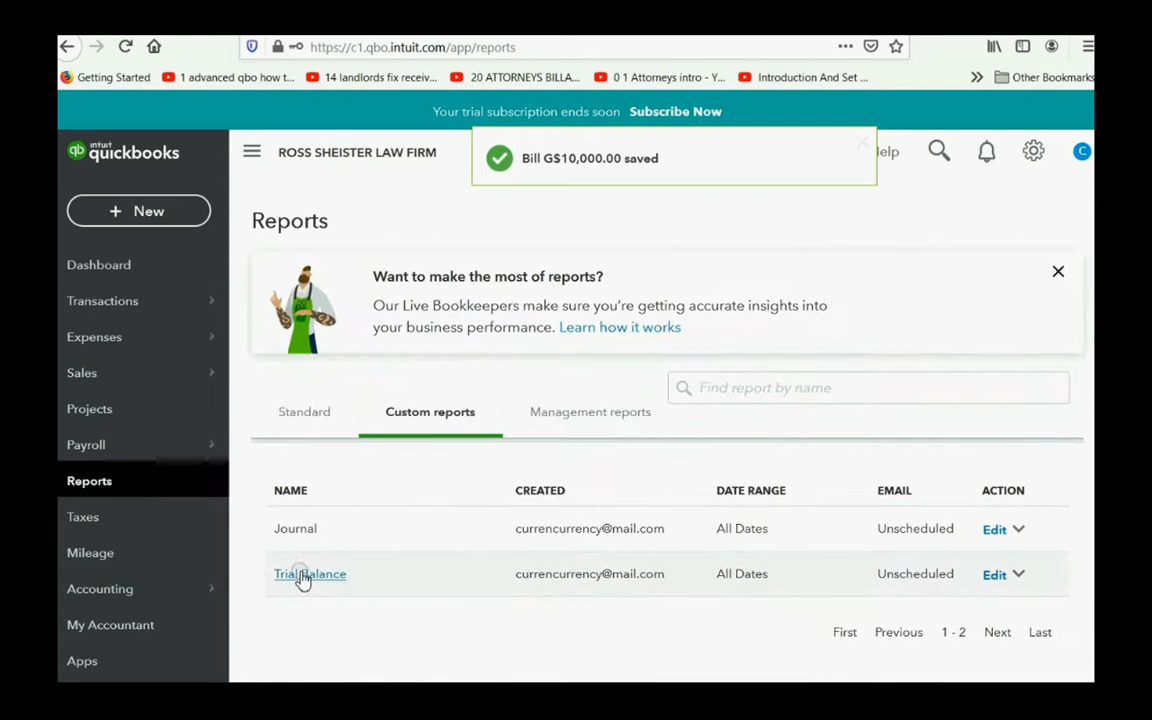 https://c1.qbo.intuit.com/app/reports
Getting Started
1 advanced qbo how t...
14 landlords fix receiv...
20 ATTORNEYS BILLA...
0 1 Attorneys intro - Y...
Introduction And Set ...
Other Bookmarks
Your trial subscription ends soon Subscribe Now
intuit
quickbooks
ROSS SHEISTER LAW FIRM
Bill G$10,000.00 saved
elp
C
+ New
Reports
Dashboard
Transactions
Expenses
Sales
Projects
Payroll
Reports
Taxes
Mileage
Accounting
My Accountant
Apps
Want to make the most of reports?
Our Live Bookkeepers make sure you're getting accurate insights into
your business performance. Learn how it works
Find report by name
Standard
Custom reports
Management reports
NAME CREATED DATE RANGE EMAIL ACTION
Journal currencurrency@mail.com All Dates Unscheduled Edit
Trial Balance currencurrency@mail.com All Dates Unscheduled Edit
First Previous 1 - 2 Next Last